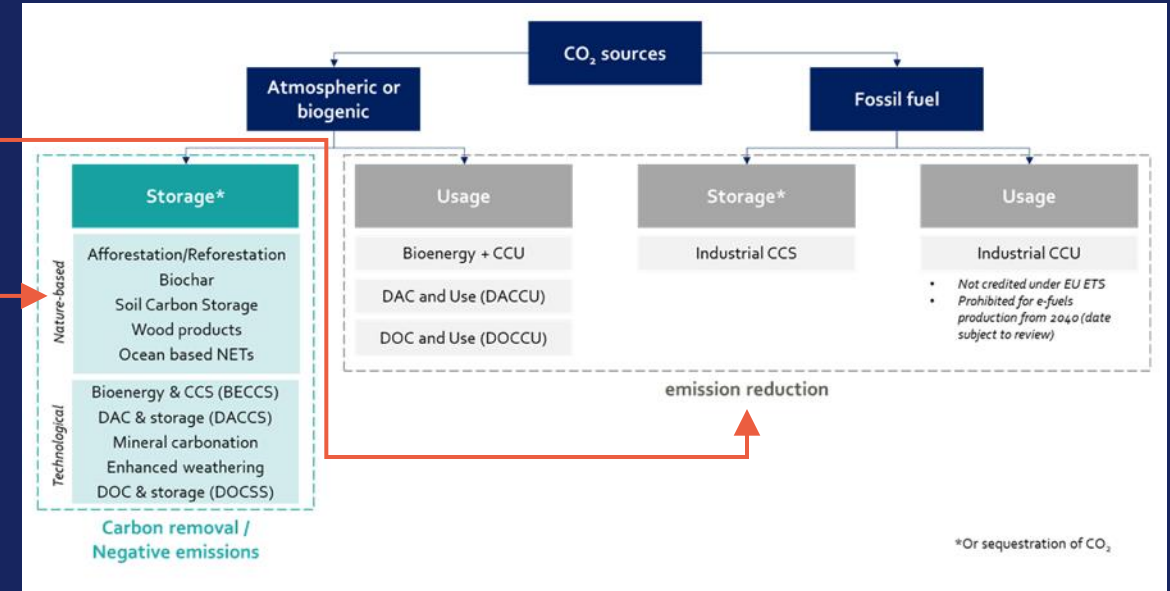 CO₂ sources
Atmospheric or
biogenic
Fossil fuel
Storage*
Nature-based
Afforestation/Reforestation
Biochar
Soil Carbon Storage
Wood products
Ocean based NETs
Technological
Bioenergy & CCS (BECCS)
DAC & storage (DACCS)
Mineral carbonation
Enhanced weathering
DOC & storage (DOCSS)
Carbon removal /
Negative emissions
Usage
Bioenergy + CCU
DAC and Use (DACCU)
DOC and Use (DOCCU)
Storage*
Industrial CCS
Usage
Industrial CCU
• Not credited under EU ETS
• Prohibited for e-fuels
production from 2040 (date
subject to review)
emission reduction
*Or sequestration of CO₂